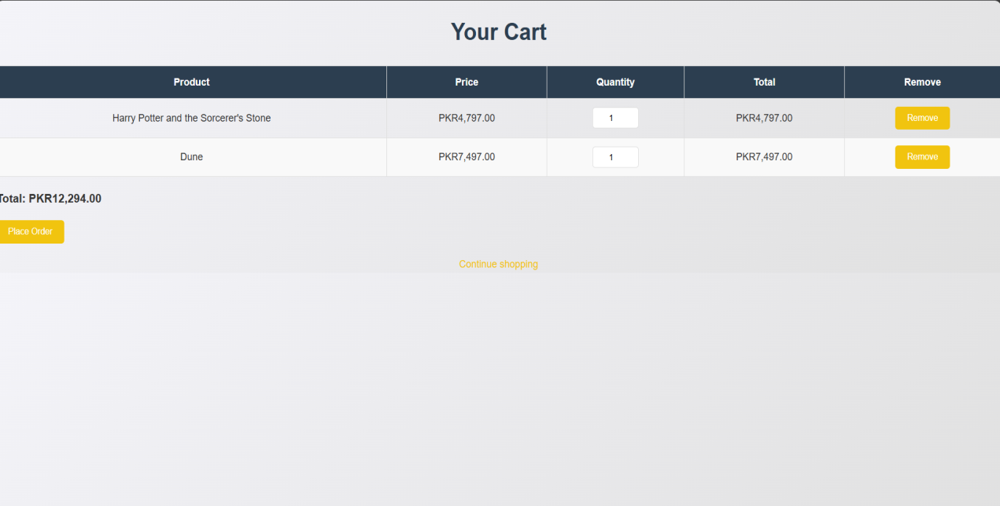 Your Cart
Product Price Quantity Total Remove
Harry Potter and the Sorcerer's Stone PKR4,797.00 1 PKR4,797.00 Remove
Dune PKR7,497.00 1 PKR7,497.00 Remove
Total: PKR12,294.00
Place Order
Continue shopping